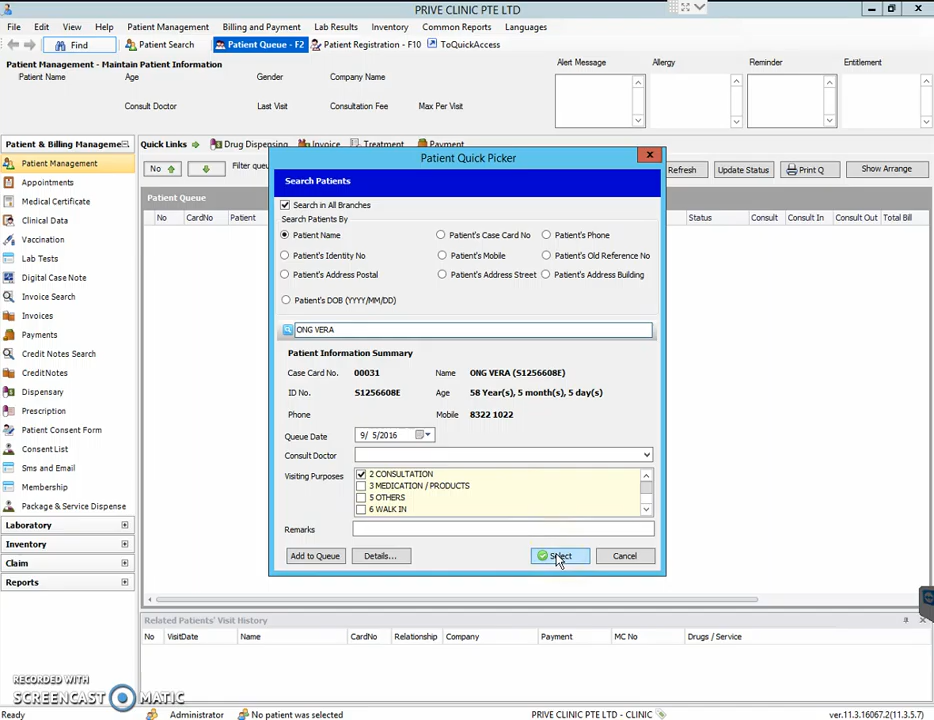 PRIVE CLINIC PTE LTD
File Edit View Help Patient Management Billing and Payment Lab Results Inventory Common Reports Languages
Find Patient Search Patient Queue - F2 Patient Registration - F10 ToQuickAccess
Patient Management - Maintain Patient Information
Patient Name Age Gender Company Name
Consult Doctor Last Visit Consultation Fee Max Per Visit
Alert Message Allergy Reminder Entitlement
Patient & Billing Management
Patient Management
Appointments
Medical Certificate
Clinical Data
Vaccination
Lab Tests
Digital Case Note
Invoice Search
Invoices
Payments
Credit Notes Search
CreditNotes
Dispensary
Prescription
Patient Consent Form
Consent List
Sms and Email
Membership
Package & Service Dispense
Laboratory
Inventory
Claim
Reports
Quick Links Drug Dispensing Invoice Treatment Payment
No Filter queu Refresh Update Status Print Q Show Arrange
Patient Queue
No CardNo Patient Status Consult Consult In Consult Out Total Bill
Patient Quick Picker
Search Patients
Search in All Branches
Search Patients By
Patient Name Patient's Case Card No Patient's Phone
Patient's Identity No Patient's Mobile Patient's Old Reference No
Patient's Address Postal Patient's Address Street Patient's Address Building
Patient's DOB (YYYY/MM/DD)
ONG VERA
Patient Information Summary
Case Card No. 00031 Name ONG VERA (S1256608E)
ID No. S1256608E Age 58 Year(s), 5 month(s), 5 day(s)
Phone Mobile 8322 1022
Queue Date 9/ 5/2016
Consult Doctor
Visiting Purposes 2 CONSULTATION
3 MEDICATION / PRODUCTS
5 OTHERS
6 WALK IN
Remarks
Add to Queue Details... Select Cancel
Related Patients' Visit History
No VisitDate Name CardNo Relationship Company Payment MC No Drugs / Service
RECORDED WITH
SCREENCAST MATIC
Ready Administrator No patient was selected PRIVE CLINIC PTE LTD - CLINIC ver.11.3.16067.2(11.3.5.7)